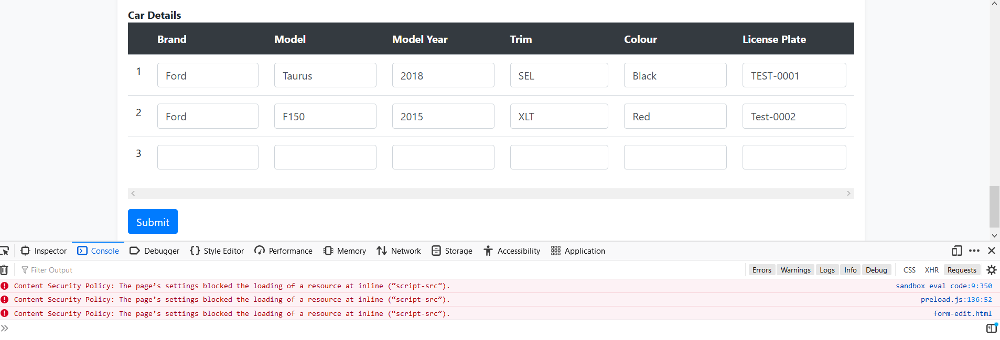 Car Details
Brand Model Model Year Trim Colour License Plate
1 Ford Taurus 2018 SEL Black TEST-0001
2 Ford F150 2015 XLT Red Test-0002
3
Submit
Inspector Console Debugger Style Editor Performance Memory Network Storage Accessibility Application
Filter Output Errors Warnings Logs Info Debug CSS XHR Requests
Content Security Policy: The page’s settings blocked the loading of a resource at inline (“script-src”). sandbox eval code:9:350
Content Security Policy: The page’s settings blocked the loading of a resource at inline (“script-src”). preload.js:136:52
Content Security Policy: The page’s settings blocked the loading of a resource at inline (“script-src”). form-edit.html